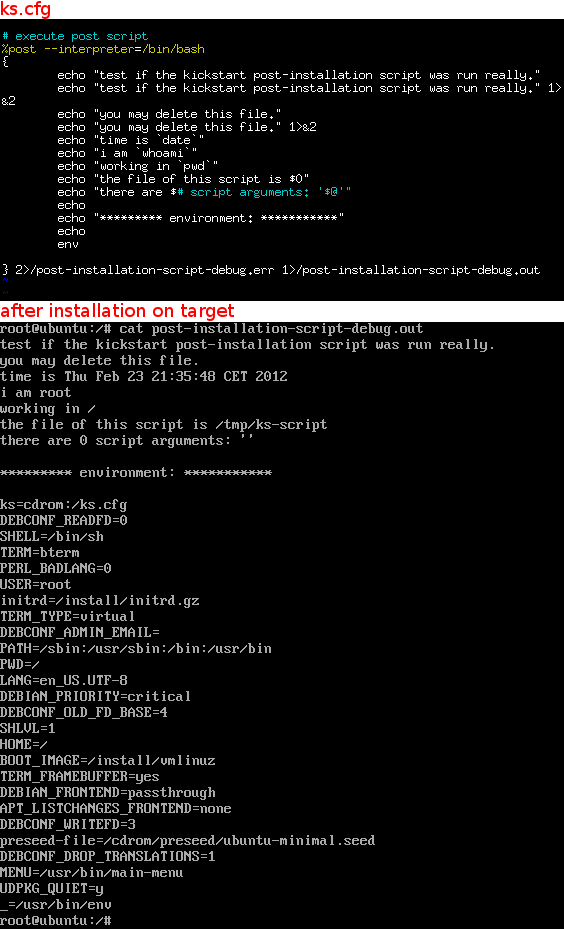 ks.cfg
# execute post script
%post --interpreter=/bin/bash
{
echo "test if the kickstart post-installation script was run really."
echo "test if the kickstart post-installation script was run really." 1>
&2
echo "you may delete this file."
echo "you may delete this file." 1>&2
echo "time is `date`"
echo "i am `whoami`"
echo "working in `pwd`"
echo "the file of this script is $0"
echo "there are $# script arguments: '$@'"
echo
echo "********* environment: ***********"
echo
env
} 2>/post-installation-script-debug.err 1>/post-installation-script-debug.out
~
after installation on target
root@ubuntu:/# cat post-installation-script-debug.out
test if the kickstart post-installation script was run really.
you may delete this file.
time is Thu Feb 23 21:35:48 CET 2012
i am root
working in /
the file of this script is /tmp/ks-script
there are 0 script arguments: ''
********* environment: ***********
ks=cdrom:/ks.cfg
DEBCONF_READFD=0
SHELL=/bin/sh
TERM=bterm
PERL_BADLANG=0
USER=root
initrd=/install/initrd.gz
TERM_TYPE=virtual
DEBCONF_ADMIN_EMAIL=
PATH=/sbin:/usr/sbin:/bin:/usr/bin
PWD=/
LANG=en_US.UTF-8
DEBIAN_PRIORITY=critical
DEBCONF_OLD_FD_BASE=4
SHLVL=1
HOME=/
BOOT_IMAGE=/install/vmlinuz
TERM_FRAMEBUFFER=yes
DEBIAN_FRONTEND=passthrough
APT_LISTCHANGES_FRONTEND=none
DEBCONF_WRITEFD=3
preseed-file=/cdrom/preseed/ubuntu-minimal.seed
DEBCONF_DROP_TRANSLATIONS=1
MENU=/usr/bin/main-menu
UDPKG_QUIET=y
_=/usr/bin/env
root@ubuntu:/#